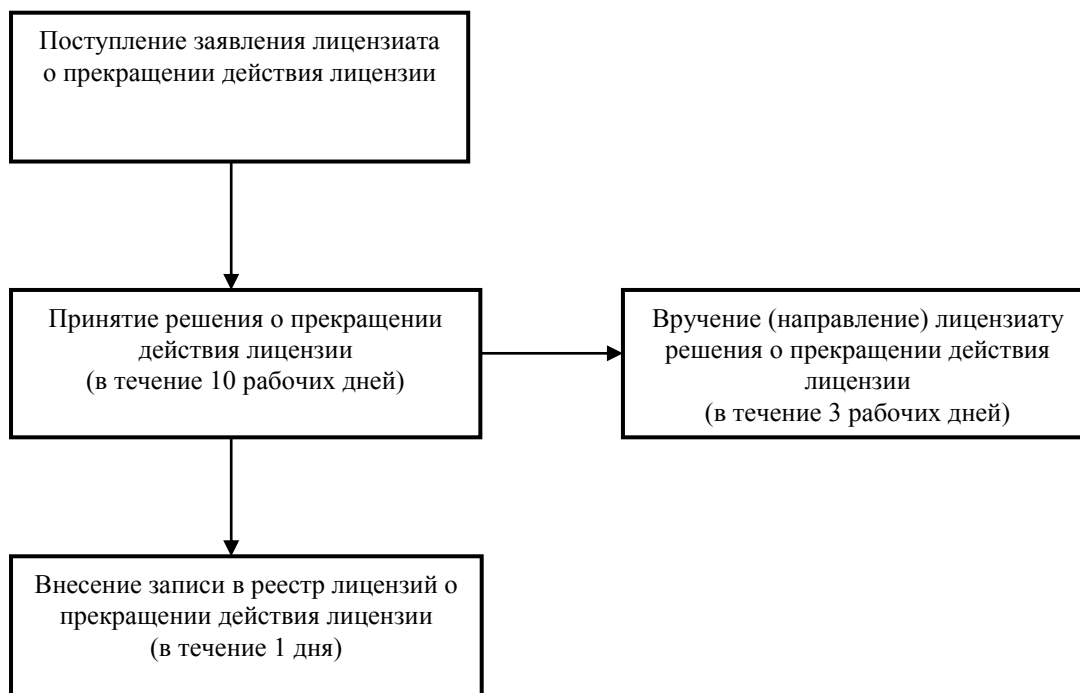 Поступление заявления лицензиата
о прекращении действия лицензии
Принятие решения о прекращении
действия лицензии
(в течение 10 рабочих дней)
Вручение (направление) лицензиату
решения о прекращении действия
лицензии
(в течение 3 рабочих дней)
Внесение записи в реестр лицензий о
прекращении действия лицензии
(в течение 1 дня)